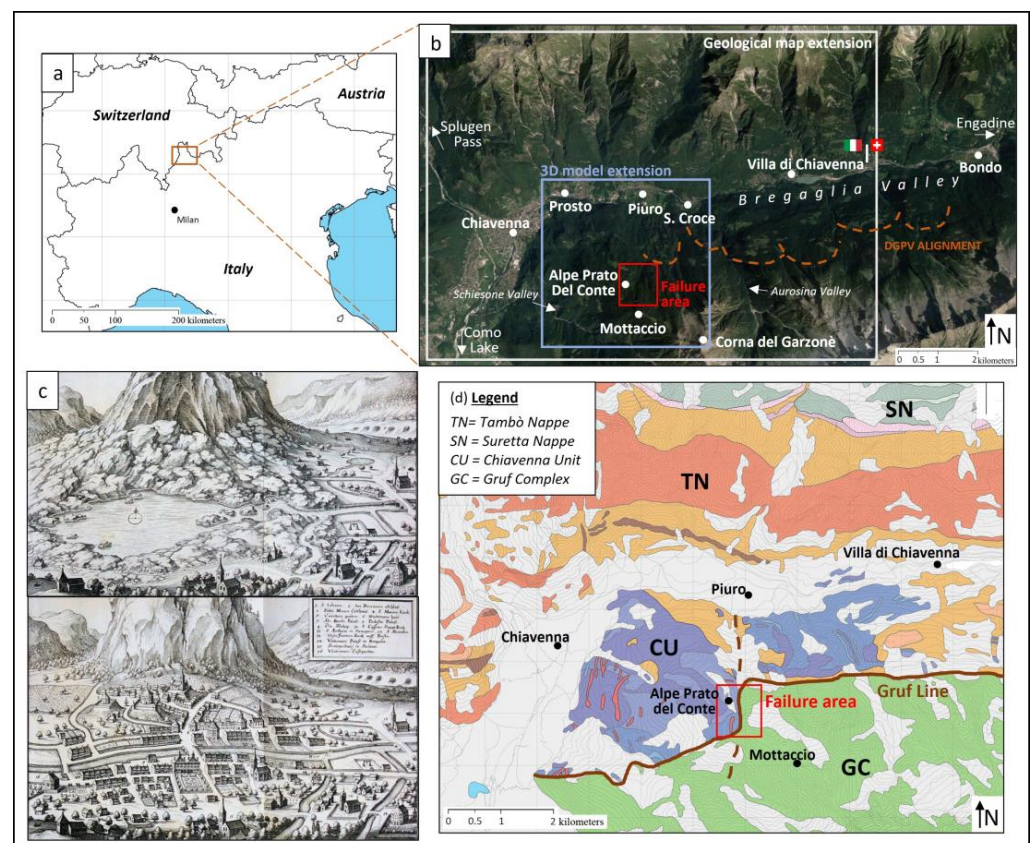 a
Switzerland
Austria
Milan
Italy
0 50 100 200 kilometers
b
Geological map extension
Splugen
Pass
Engadine
Villa di Chiavenna
Bondo
3D model extension
Bregaglia Valley
Prosto
Piuro
S. Croce
Chiavenna
DGPV ALIGNMENT
Alpe Prato
Del Conte
Failure
area
Schiesone Valley
Aurosina Valley
Mottaccio
Como
Lake
Corna del Garzonè
N
0 0.5 1 2
kilometers
c
(d) Legend
TN= Tambò Nappe
SN = Suretta Nappe
CU = Chiavenna Unit
GC = Gruf Complex
SN
TN
Villa di Chiavenna
Piuro
Chiavenna
CU
Gruf Line
Alpe Prato
del Conte
Failure area
Mottaccio
GC
0 0.5 1 2 kilometers
N